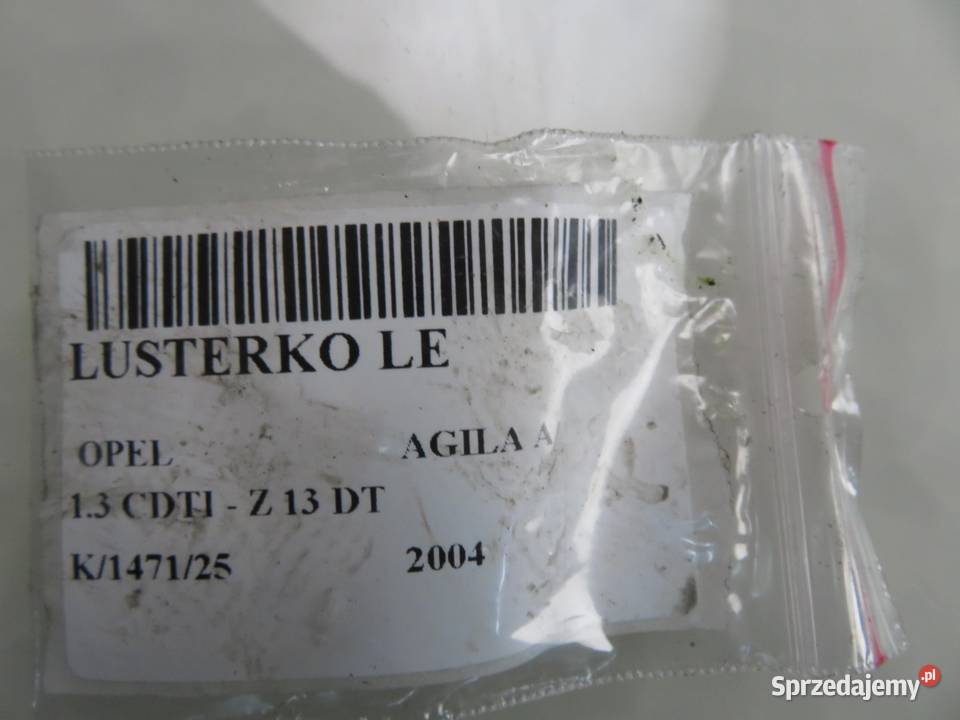 LUSTERKO LE
OPEL AGILA A
1.3 CDTI - Z 13 DT
K/1471/25 2004
Sprzedajemy.pl